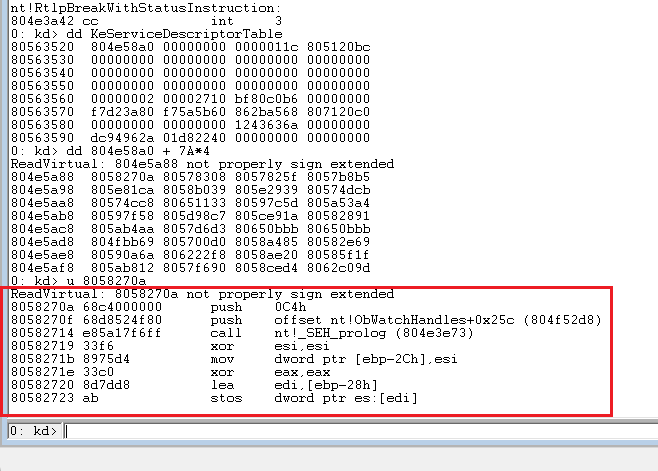 nt!RtlpBreakWithStatusInstruction:
804e3a42 cc              int     3
0: kd> dd KeServiceDescriptorTable
80563520  804e58a0 00000000 0000011c 805120bc
80563530  00000000 00000000 00000000 00000000
80563540  00000000 00000000 00000000 00000000
80563550  00000000 00000000 00000000 00000000
80563560  00000002 00002710 bf80c0b6 00000000
80563570  f7d23a80 f75a5b60 862ba568 807120c0
80563580  00000000 00000000 1243636a 00000000
80563590  dc94962a 01d82240 00000000 00000000
0: kd> dd 804e58a0 + 7A*4
ReadVirtual: 804e5a88 not properly sign extended
804e5a88  8058270a 80578308 8057825f 8057b8b5
804e5a98  805e81ca 8058b039 805e2939 80574dcb
804e5aa8  80574cc8 80651133 80597c5d 805a53a4
804e5ab8  80597f58 805d98c7 805ce91a 80582891
804e5ac8  805ab4aa 8057d6d3 80650bbb 80650bbb
804e5ad8  804fbb69 805700d0 8058a485 80582e69
804e5ae8  80590a6a 806222f8 8058ae20 80585f1f
804e5af8  805ab812 8057f690 8058ced4 8062c09d
0: kd> u 8058270a
ReadVirtual: 8058270a not properly sign extended
8058270a 68c4000000      push    0C4h
8058270f 68d8524f80      push    offset nt!ObWatchHandles+0x25c (804f52d8)
80582714 e85a17f6ff      call    nt!_SEH_prolog (804e3e73)
80582719 33f6            xor     esi,esi
8058271b 8975d4          mov     dword ptr [ebp-2Ch],esi
8058271e 33c0            xor     eax,eax
80582720 8d7dd8          lea     edi,[ebp-28h]
80582723 ab              stos    dword ptr es:[edi]
0: kd>